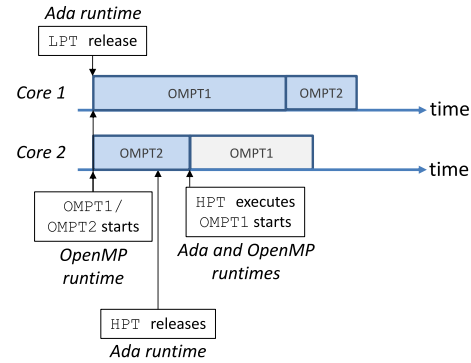 Ada runtime
LPT release
Core 1
OMPT1
OMPT2
time
Core 2
OMPT2
OMPT1
time
OMPT1/
OMPT2 starts
OpenMP
runtime
HPT executes
OMPT1 starts
Ada and OpenMP
runtimes
HPT releases
Ada runtime